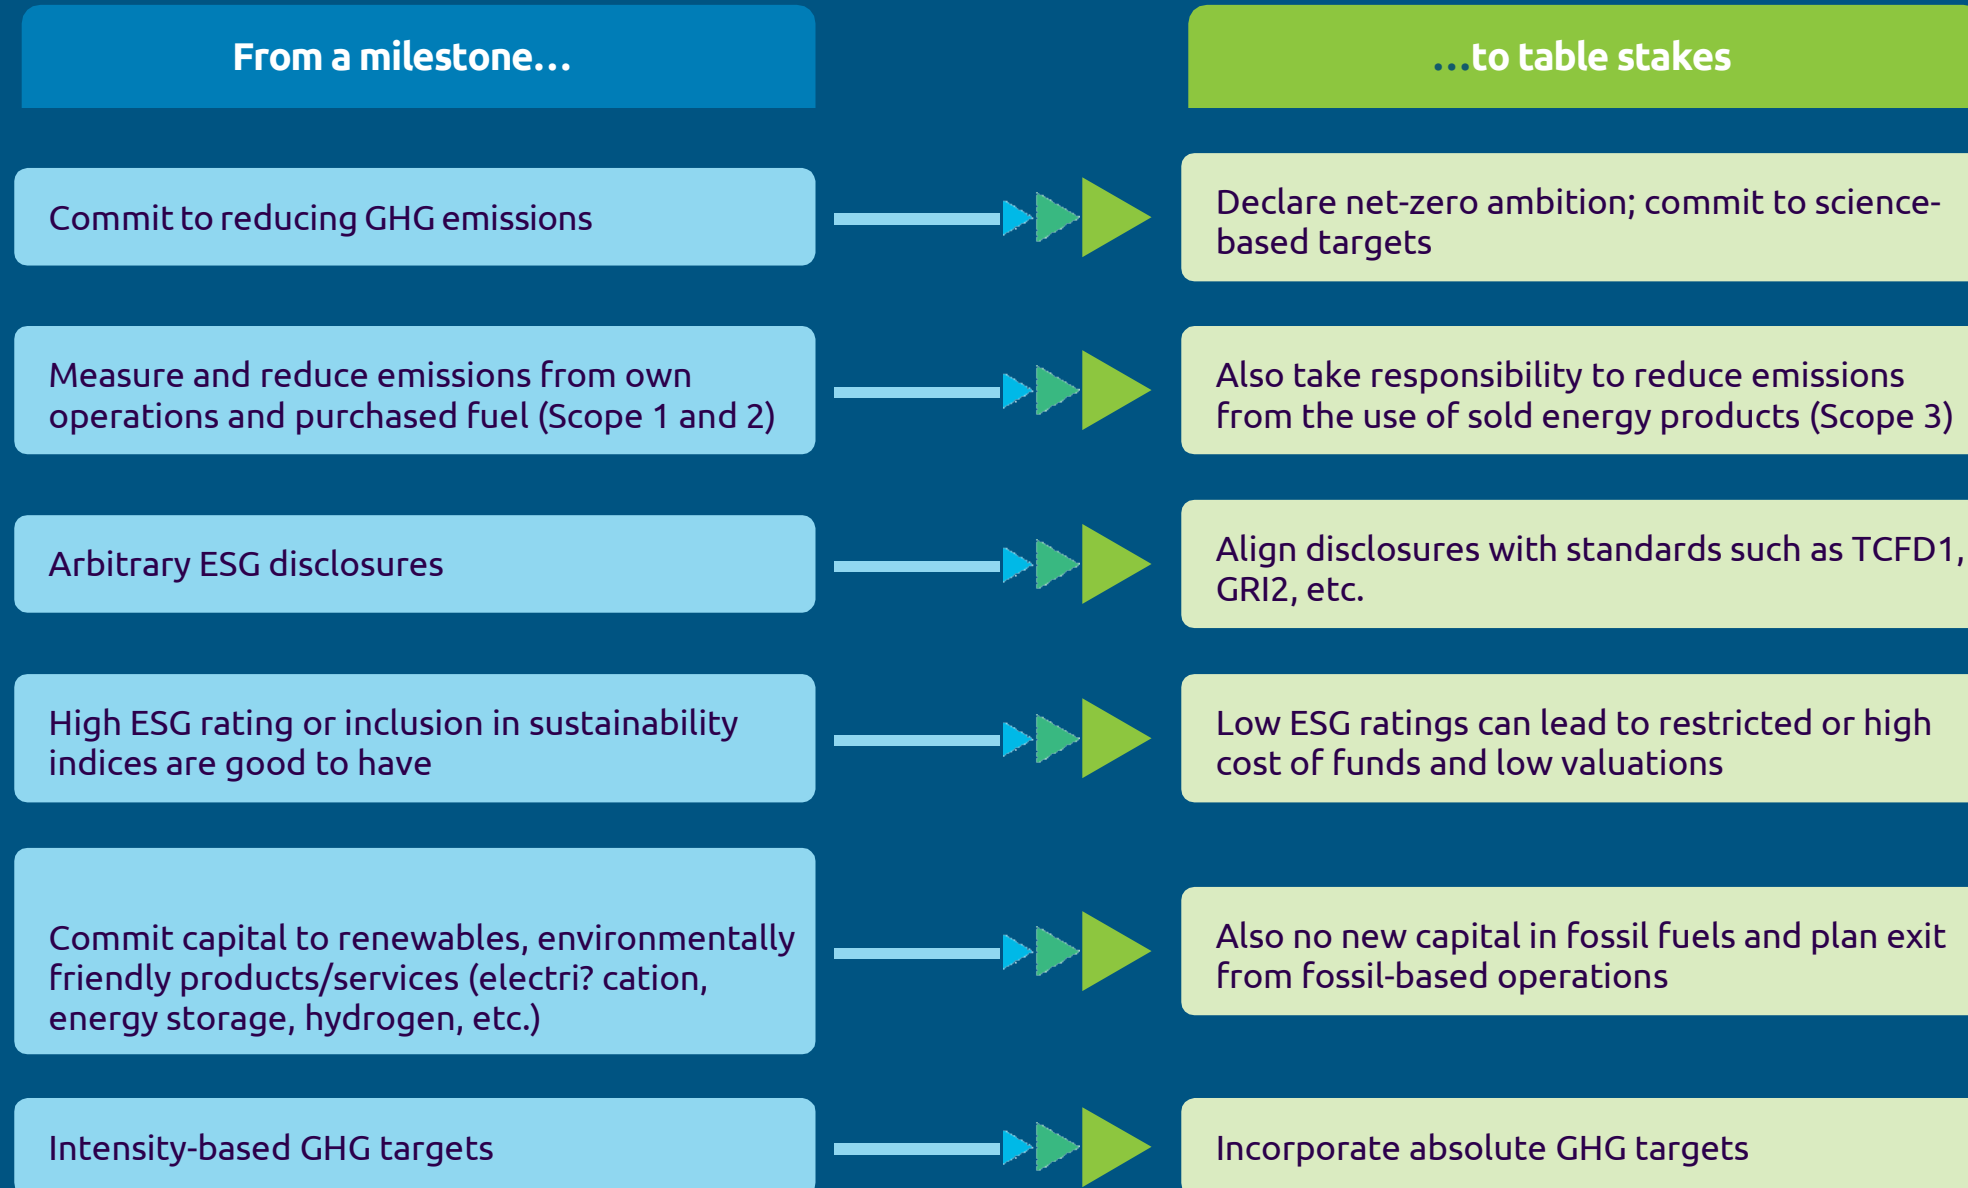 From a milestone…
…to table stakes
Commit to reducing GHG emissions
Declare net-zero ambition; commit to science-
based targets
Measure and reduce emissions from own
operations and purchased fuel (Scope 1 and 2)
Also take responsibility to reduce emissions
from the use of sold energy products (Scope 3)
Arbitrary ESG disclosures
Align disclosures with standards such as TCFD1,
GRI2, etc.
High ESG rating or inclusion in sustainability
indices are good to have
Low ESG ratings can lead to restricted or high
cost of funds and low valuations
Commit capital to renewables, environmentally
friendly products/services (electri? cation,
energy storage, hydrogen, etc.)
Also no new capital in fossil fuels and plan exit
from fossil-based operations
Intensity-based GHG targets
Incorporate absolute GHG targets